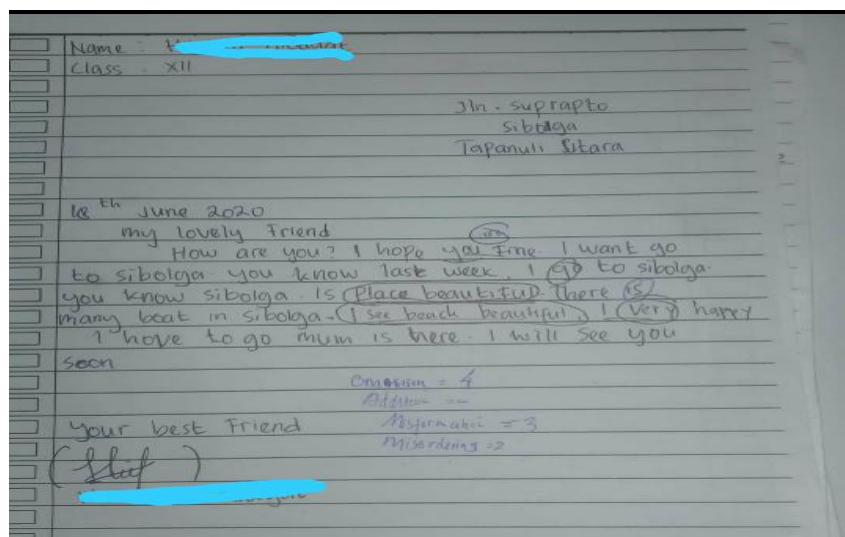 Name :
Class . XII
Jln . suprapto
sibolga
Tapanuli
18 th June 2020
my lovely Friend
are
How are you? I hope you Fine. I want go
to sibolga. you know last week. I go to sibolga.
you know sibolga. is Place beautiful. There is
many boat in sibolga. I see beach beautiful, I very happy
I have to go mum is here. I will see you
soon
Omission = 4
Addition =
your best Friend
Misformation = 3
Misordering = 2